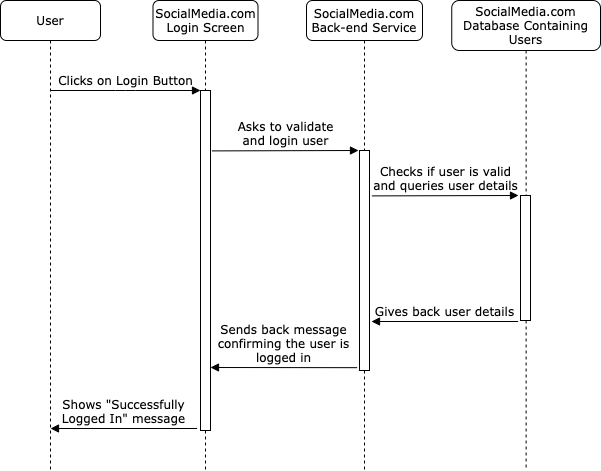 User
SocialMedia.com
Login Screen
SocialMedia.com
Back-end Service
SocialMedia.com
Database Containing
Users
Clicks on Login Button
Asks to validate
and login user
Checks if user is valid
and queries user details
Gives back user details
Sends back message
confirming the user is
logged in
Shows "Successfully
Logged In" message